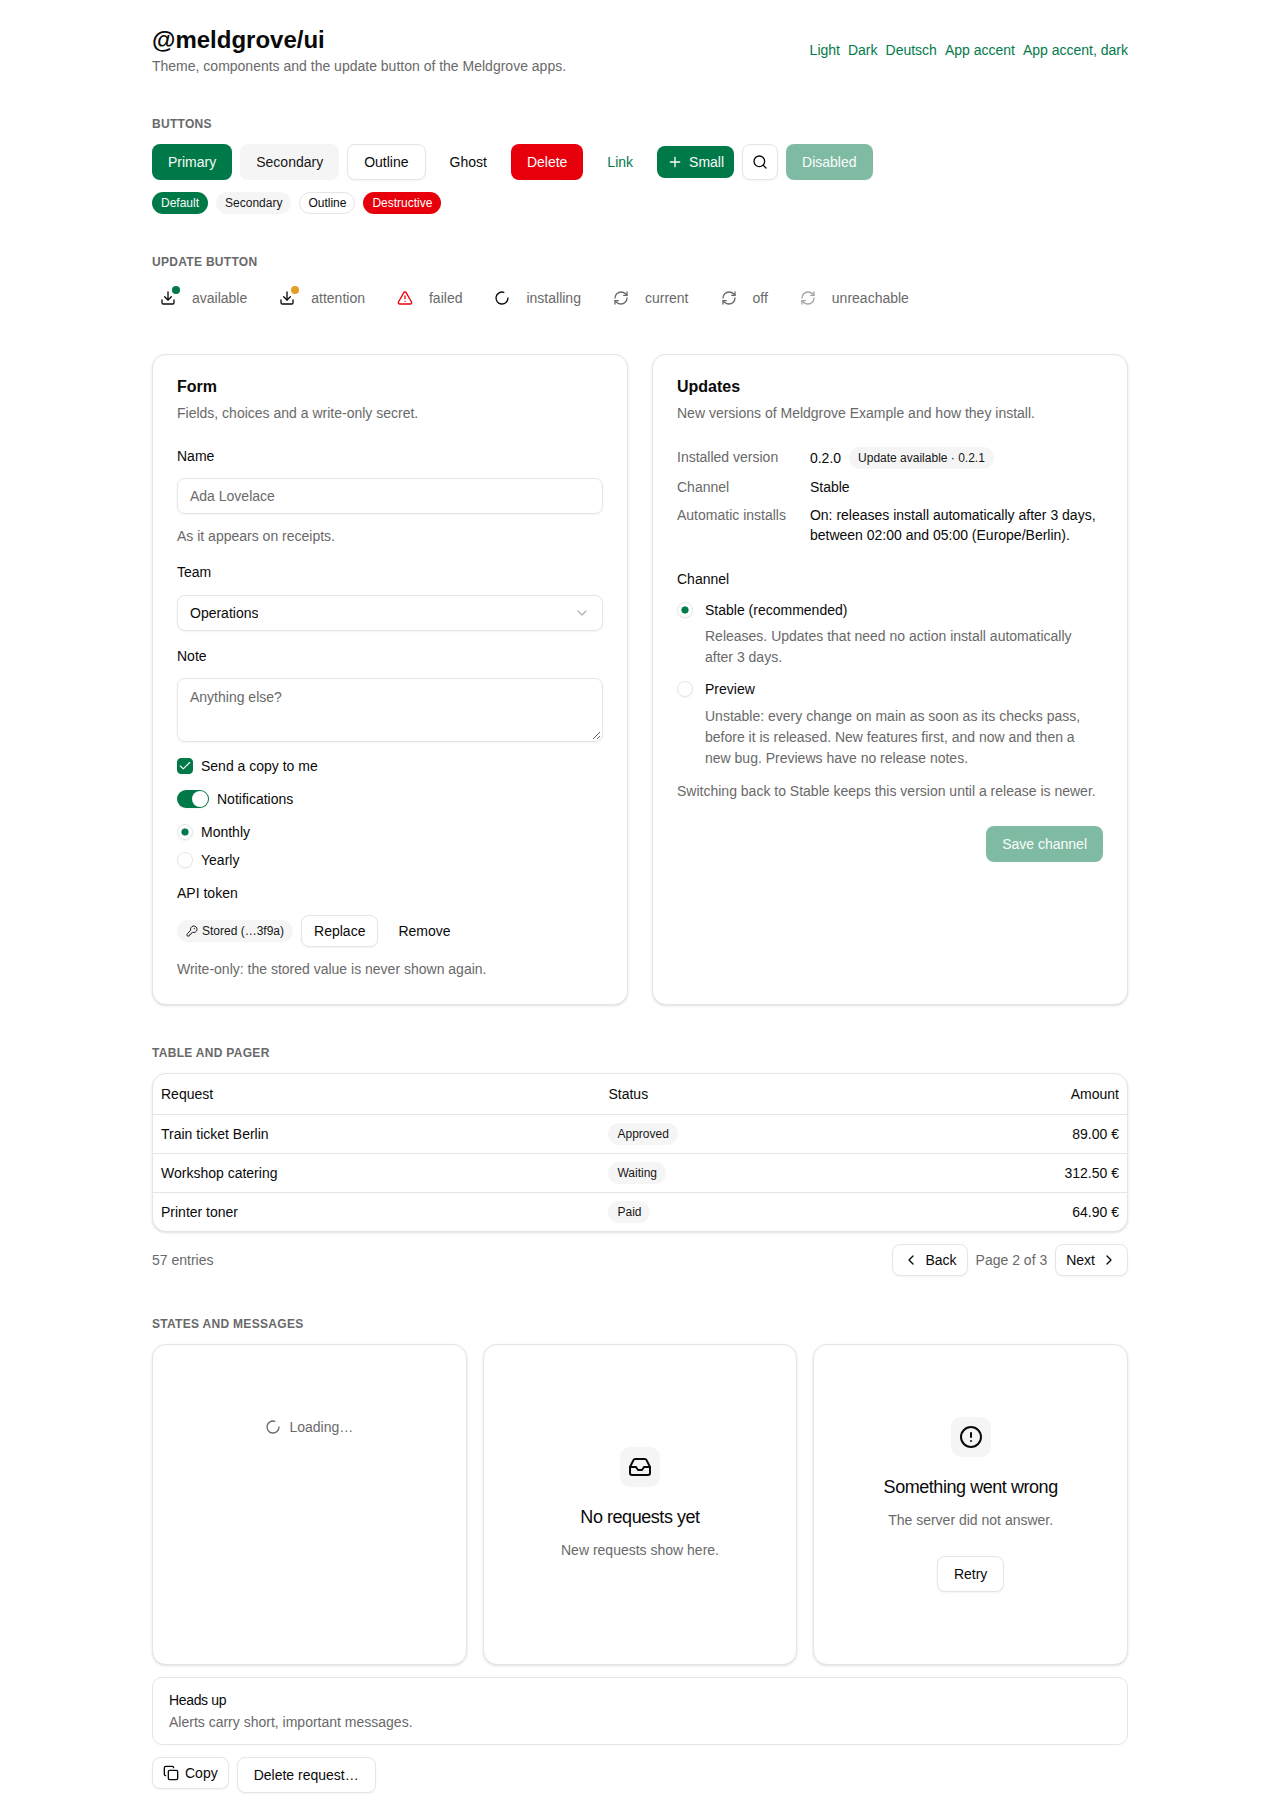 @meldgrove/ui
Theme, components and the update button of the Meldgrove apps.
Light Dark Deutsch App accent App accent, dark
BUTTONS
Primary Secondary Outline Ghost Delete Link Small Disabled
Default Secondary Outline Destructive
UPDATE BUTTON
available attention failed installing current off unreachable
Form
Fields, choices and a write-only secret.
Name
Ada Lovelace
As it appears on receipts.
Team
Operations
Note
Anything else?
Send a copy to me
Notifications
Monthly
Yearly
API token
Stored (…3f9a) Replace Remove
Write-only: the stored value is never shown again.
Updates
New versions of Meldgrove Example and how they install.
Installed version 0.2.0 Update available · 0.2.1
Channel Stable
Automatic installs On: releases install automatically after 3 days,
between 02:00 and 05:00 (Europe/Berlin).
Channel
Stable (recommended)
Releases. Updates that need no action install automatically
after 3 days.
Preview
Unstable: every change on main as soon as its checks pass,
before it is released. New features first, and now and then a
new bug. Previews have no release notes.
Switching back to Stable keeps this version until a release is newer.
Save channel
TABLE AND PAGER
Request Status Amount
Train ticket Berlin Approved 89.00 €
Workshop catering Waiting 312.50 €
Printer toner Paid 64.90 €
57 entries Back Page 2 of 3 Next
STATES AND MESSAGES
Loading…
No requests yet
New requests show here.
Something went wrong
The server did not answer.
Retry
Heads up
Alerts carry short, important messages.
Copy Delete request…